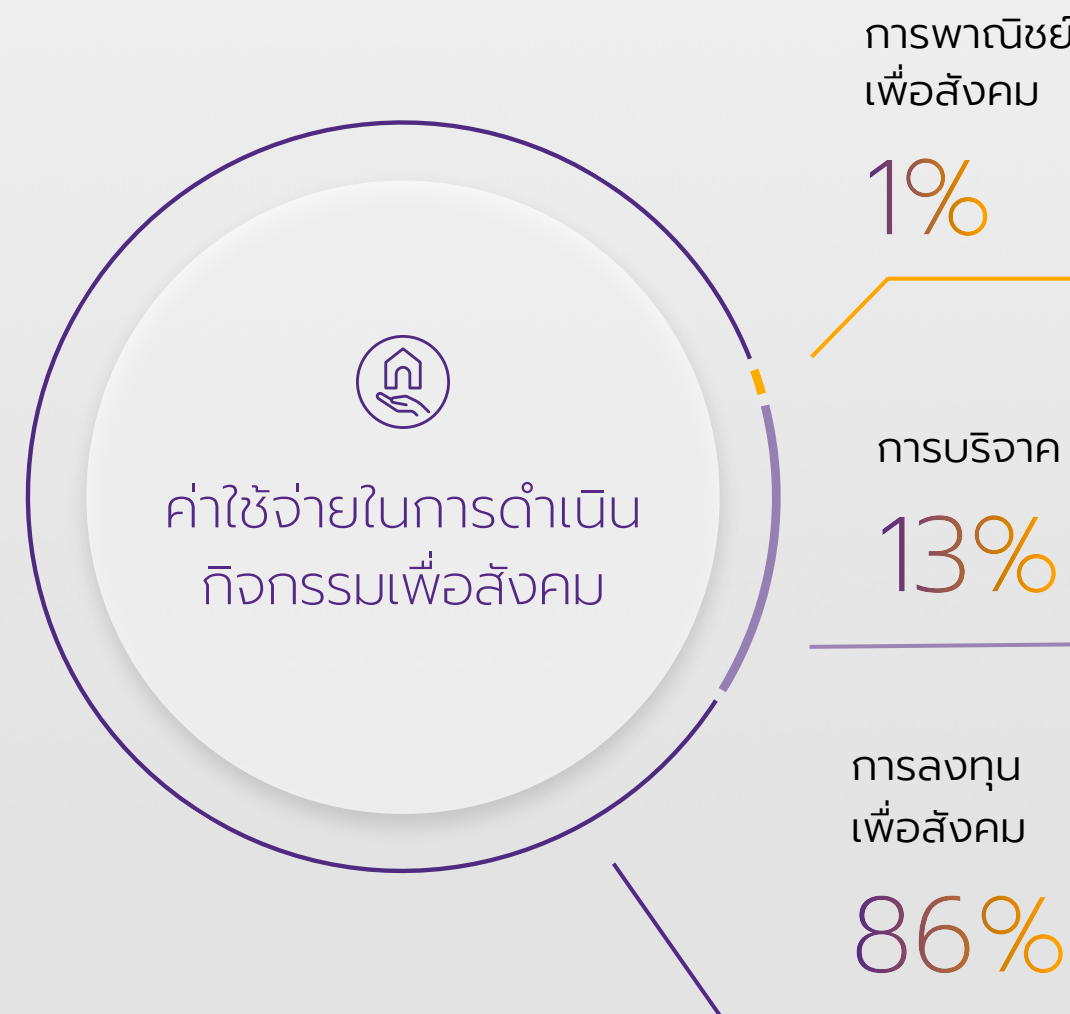 การพาณิชย์
เพื่อสังคม
1%
ค่าใช้จ่ายในการดำเนิน
กิจกรรมเพื่อสังคม
การบริจาค
13%
การลงทุน
เพื่อสังคม
86%